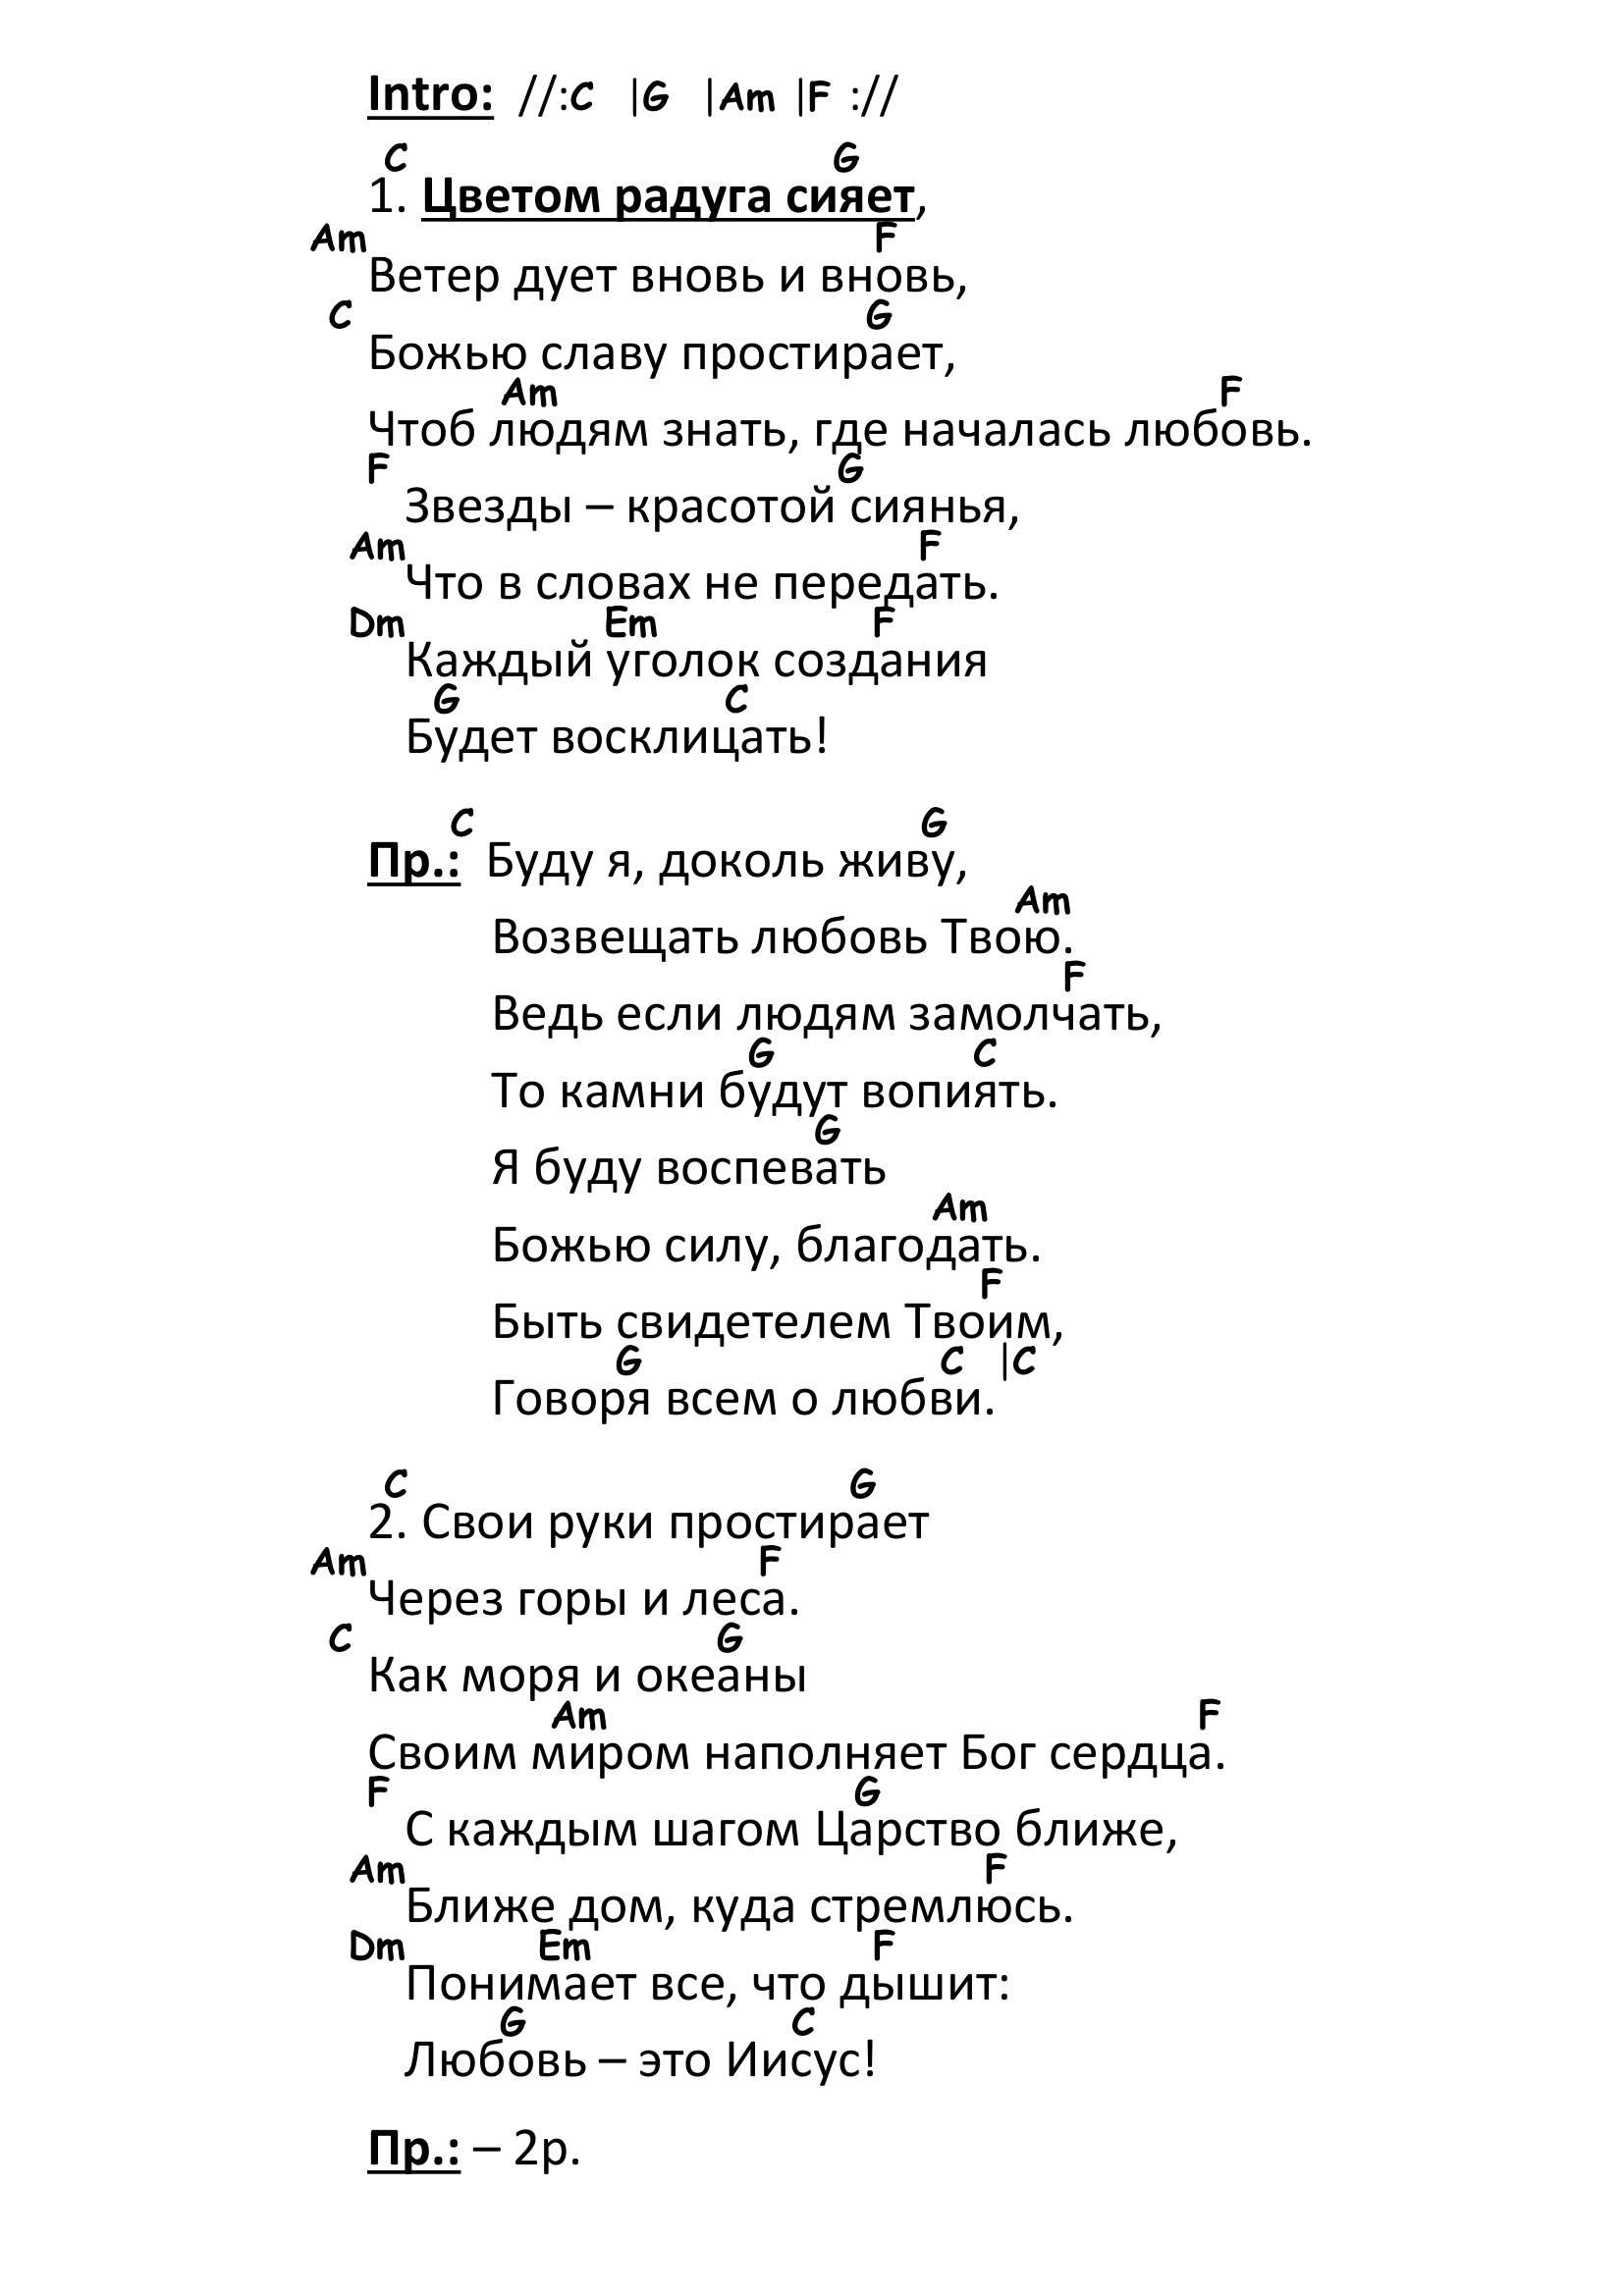 Intro: //:C |G |Am |F ://
C G
1. Цветом радуга сияет,
Am F
Ветер дует вновь и вновь,
C G
Божью славу простирает,
Am F
Чтоб людям знать, где началась любовь.
F G
Звезды – красотой сиянья,
Am F
Что в словах не передать.
Dm Em F
Каждый уголок создания
G C
Будет восклицать!
C G
Пр.: Буду я, доколь живу,
Am
Возвещать любовь Твою.
F
Ведь если людям замолчать,
G C
То камни будут вопиять.
G
Я буду воспевать
Am
Божью силу, благодать.
F
Быть свидетелем Твоим,
G C |C
Говоря всем о любви.
C G
2. Свои руки простирает
Am F
Через горы и леса.
C G
Как моря и океаны
Am F
Своим миром наполняет Бог сердца.
F G
С каждым шагом Царство ближе,
Am F
Ближе дом, куда стремлюсь.
Dm Em F
Понимает все, что дышит:
G C
Любовь – это Иисус!
Пр.: – 2р.